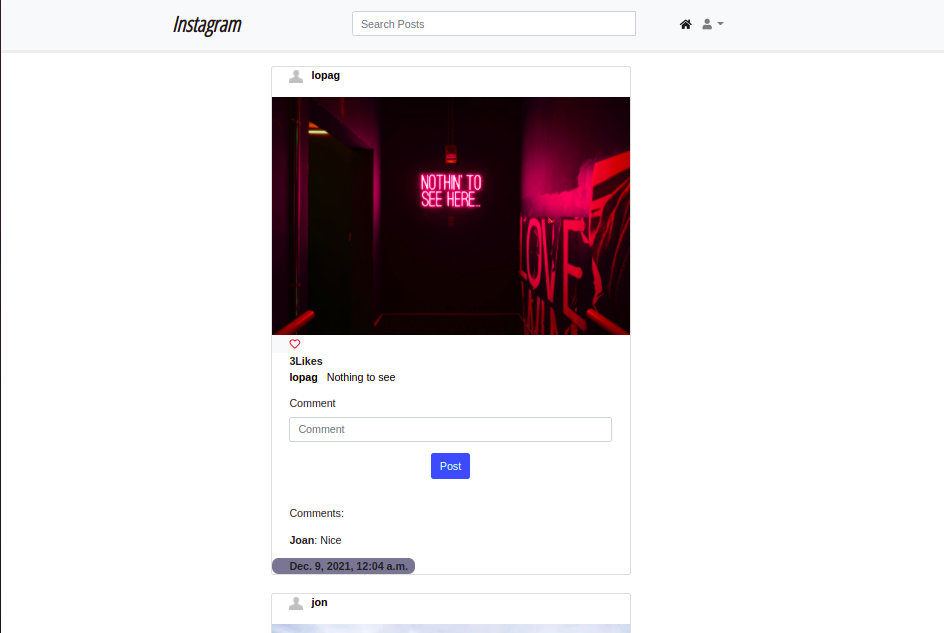 Instagram
Search Posts
lopag
NOTHIN' TO
SEE HERE..
LOVE
3Likes
lopag Nothing to see
Comment
Comment
Post
Comments:
Joan: Nice
Dec. 9, 2021, 12:04 a.m.
jon